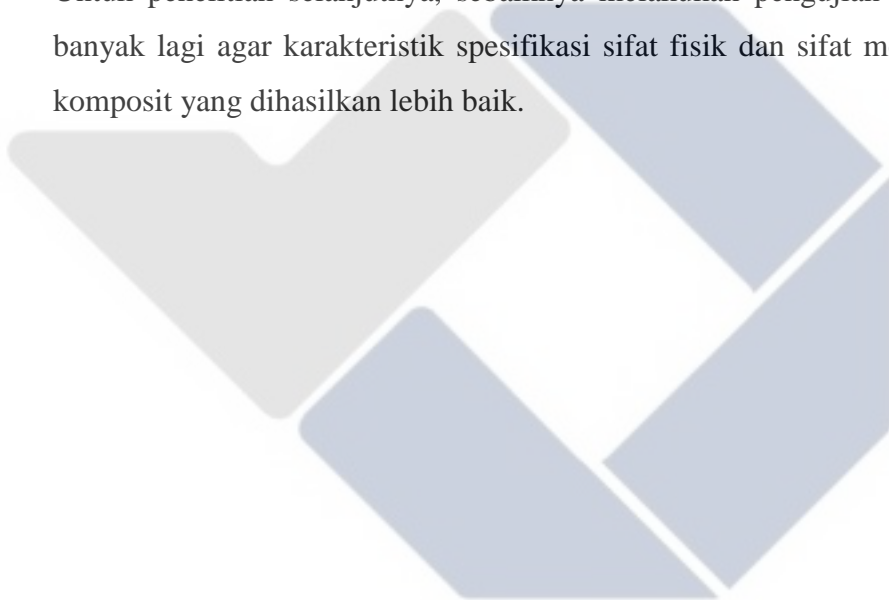 Untuk penelitian selanjutnya, sebaiknya melakukan pengujian
banyak lagi agar karakteristik spesifikasi sifat fisik dan sifat m
komposit yang dihasilkan lebih baik.